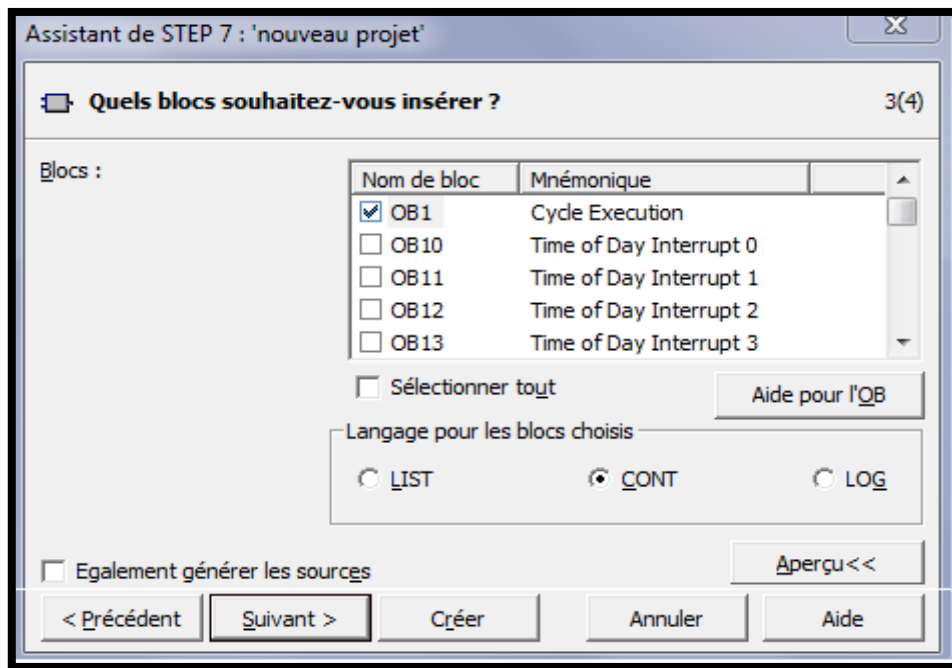 Assistant de STEP 7 : 'nouveau projet'
Quels blocs souhaitez-vous insérer ? 3(4)
Blocs :
Nom de bloc Mnémonique
OB1 Cycle Execution
OB10 Time of Day Interrupt 0
OB11 Time of Day Interrupt 1
OB12 Time of Day Interrupt 2
OB13 Time of Day Interrupt 3
Sélectionner tout
Aide pour l'OB
Langage pour les blocs choisis
LIST CONT LOG
Egalement générer les sources
Aperçu<<
< Précédent Suivant > Créer Annuler Aide